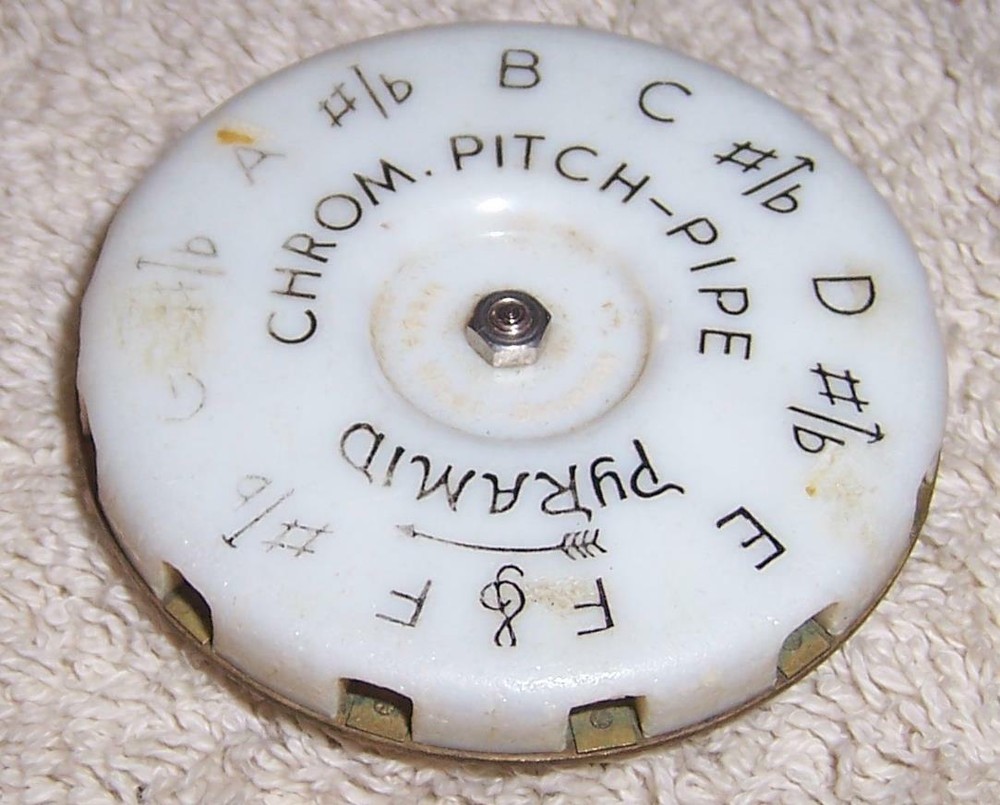 CHROM. PITCH-PIPE
PYRAMID
F
#/b
G
#/b
A
#/b
B
C
#/b
D
#/b
E
F